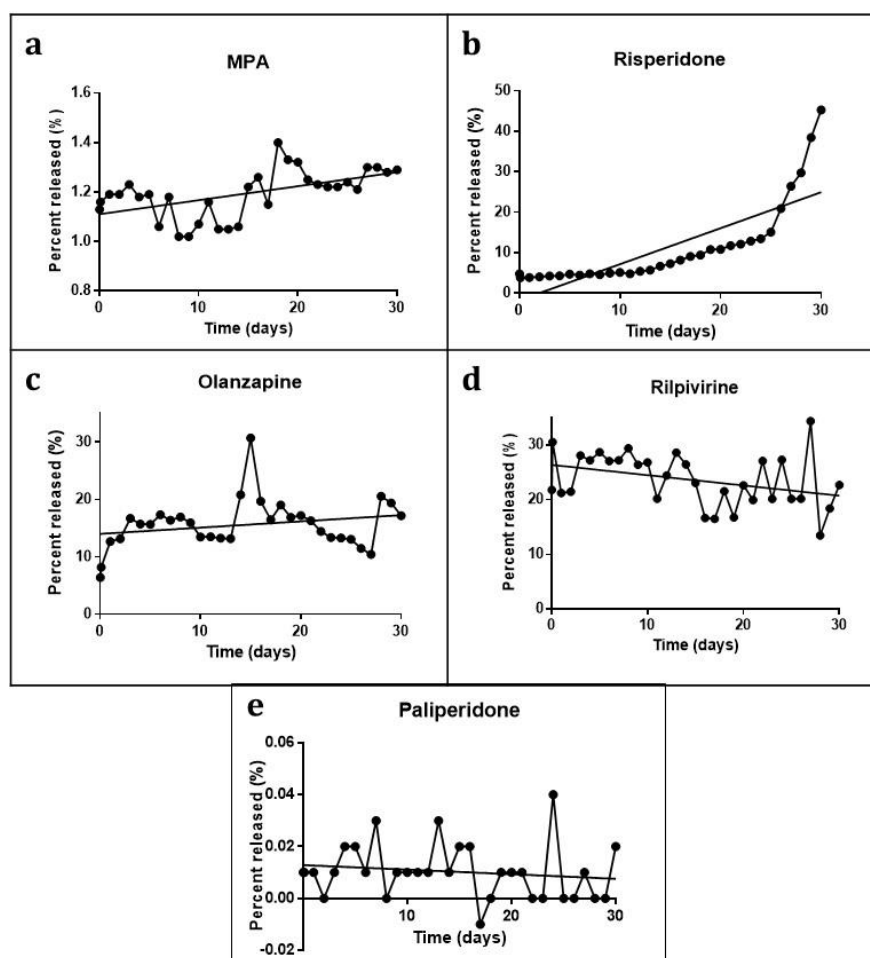 a
MPA
Percent released (%)
1.6
1.4
1.2
1.0
0.8
0
10
20
30
Time (days)
b
Risperidone
Percent released (%)
50
40
30
20
10
0
0
10
20
30
Time (days)
c
Olanzapine
Percent released (%)
30
20
10
0
0
10
20
30
Time (days)
d
Rilpivirine
Percent released (%)
30
20
10
0
0
10
20
30
Time (days)
e
Paliperidone
Percent released (%)
0.06
0.04
0.02
0.00
-0.02
10
20
30
Time (days)